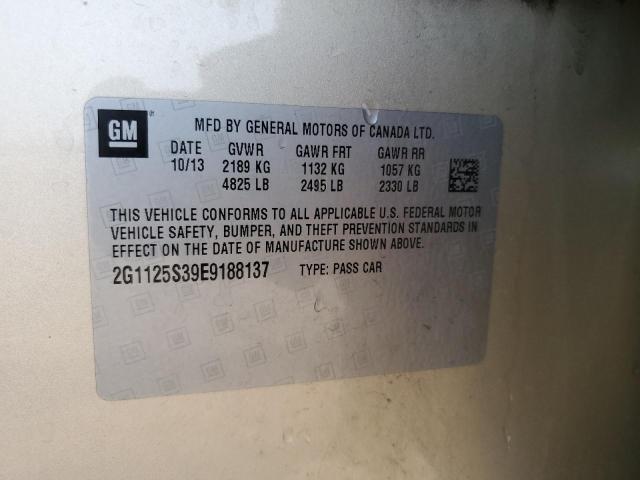 GM
MFD BY GENERAL MOTORS OF CANADA LTD.
DATE GVWR GAWR FRT GAWR RR
10/13 2189 KG 1132 KG 1057 KG
4825 LB 2495 LB 2330 LB
THIS VEHICLE CONFORMS TO ALL APPLICABLE U.S. FEDERAL MOTOR
VEHICLE SAFETY, BUMPER, AND THEFT PREVENTION STANDARDS IN
EFFECT ON THE DATE OF MANUFACTURE SHOWN ABOVE.
2G1125S39E9188137 TYPE: PASS CAR